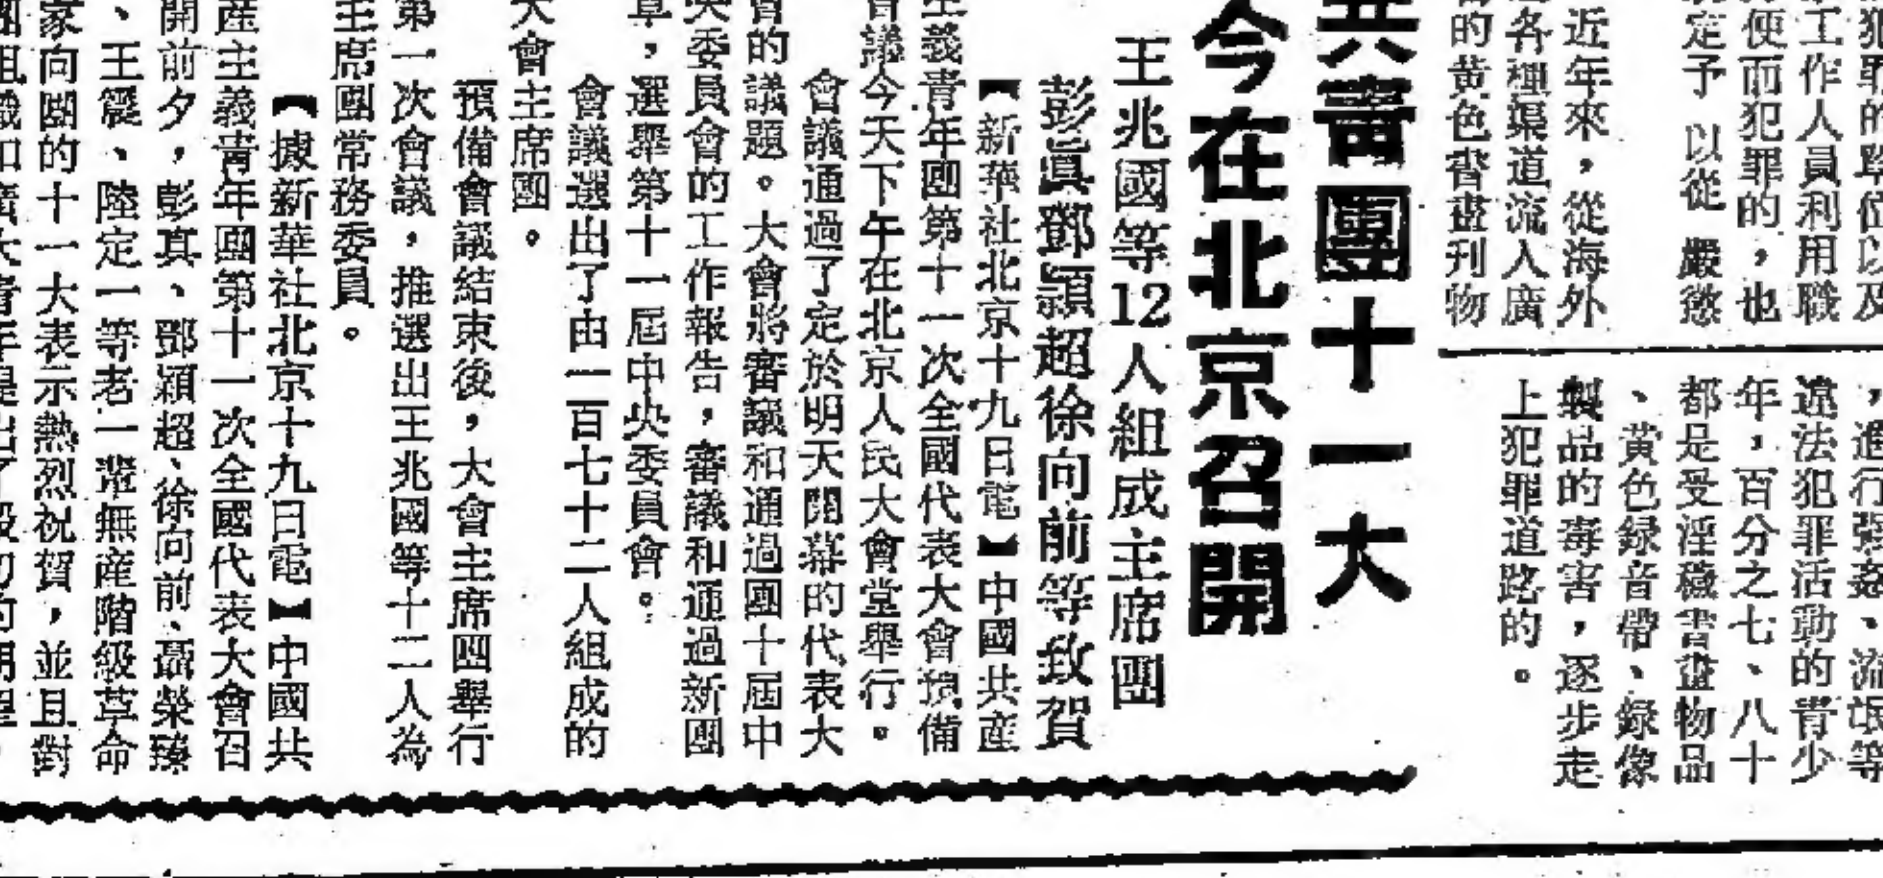 工作人員利用職
便而犯罪的，也
定予以從嚴懲
近年來，從海外
各種渠道流入廣
的黄色書畫刊物
，進行强姦、流氓等
違法犯罪活動的青少
年，百分之七、八十
都是受淫穢書畫物品
、黄色録音帶、録像
製品的毒害，逐步走
上犯罪道路的。
共青團十一大
今在北京召開
王兆國等12人組成主席團
彭眞鄧頴超徐向前等致賀
【新華社北京十九日電】中國共産
主義青年團第十一次全國代表大會預備
會議今天下午在北京人民大會堂舉行。
會議通過了定於明天開幕的代表大
會的議題。大會將審議和通過團十屆中
央委員會的工作報告，審議和通過新團
章，選舉第十一屆中央委員會。
會議選出了由一百七十二人組成的
大會主席團。
預備會議結束後，大會主席團舉行
第一次會議，推選出王兆國等十二人為
主席團常務委員。
【據新華社北京十九日電】中國共
産主義青年團第十一次全國代表大會召
開前夕，彭真、鄧穎超、徐向前、聶榮臻
、王震、陸定一等老一輩無産階級革命
家向團的十一大表示熱烈祝賀，並且對